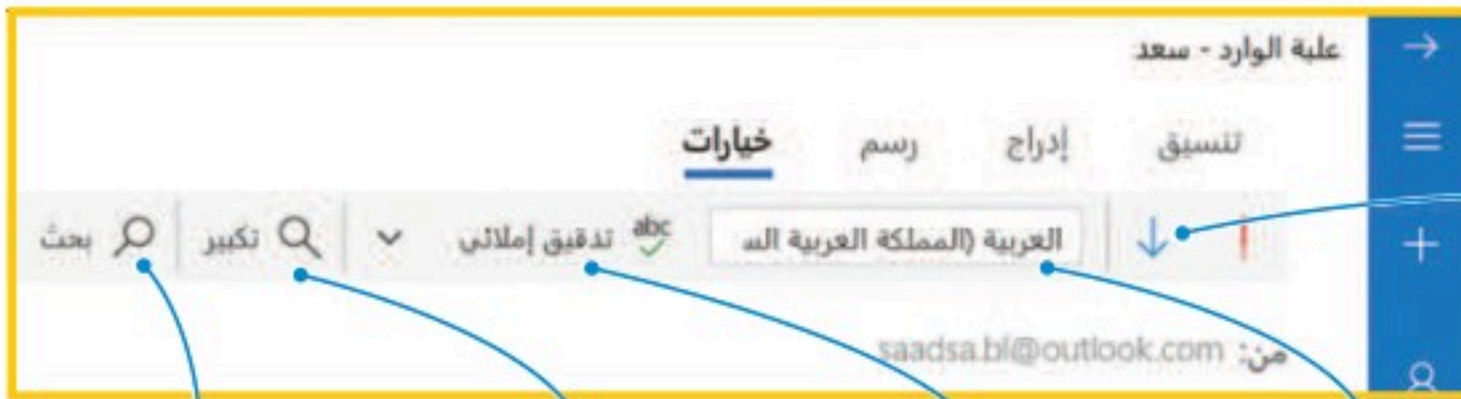 علبة الوارد - سعد
تنسيق إدراج رسم خيارات
العربية (المملكة العربية الس abc تدقيق إملائي تكبير بحث
من: saadsa.bl@outlook.com